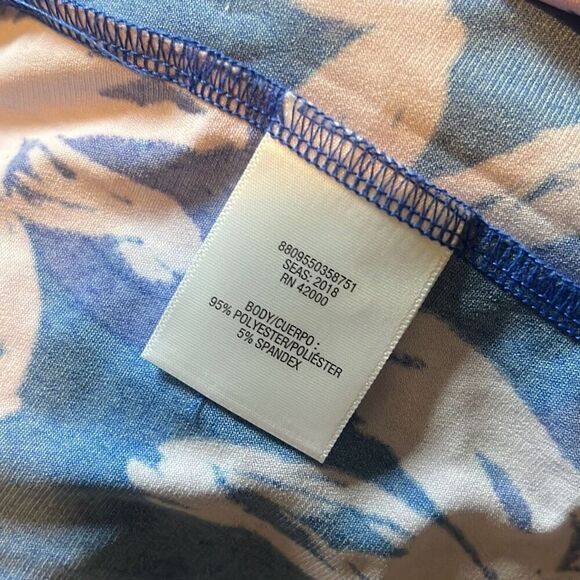 8809550358751
SEAS: 2018
RN 42000
BODY/CUERPO :
95% POLYESTER/POLIÉSTER
5% SPANDEX